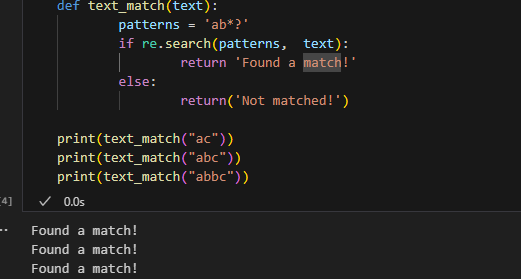 def text_match(text):
        patterns = 'ab*?'
        if re.search(patterns,  text):
                return 'Found a match!'
        else:
                return('Not matched!')

print(text_match("ac"))
print(text_match("abc"))
print(text_match("abbc"))
[4] ✓ 0.0s
Found a match!
Found a match!
Found a match!